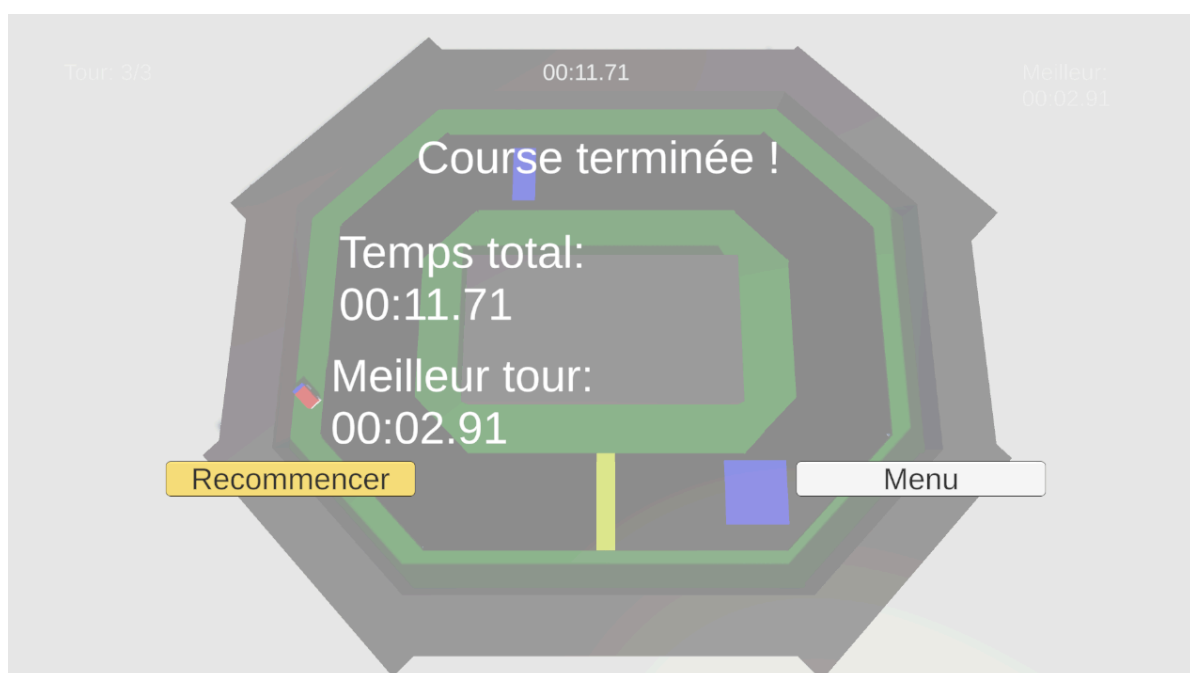 Tour: 3/3
00:11.71
Meilleur:
00:02.91
Course terminée !
Temps total:
00:11.71
Meilleur tour:
00:02.91
Recommencer
Menu